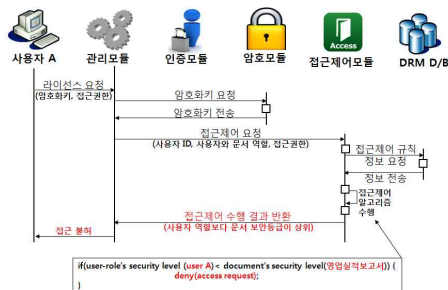 Access
사용자 A
관리모듈
인증모듈
암호모듈
접근제어모듈
DRM D/B
라이선스 요청
(암호화키, 접근권한)
암호화키 요청
암호화키 전송
접근제어 요청
(사용자 ID, 사용자와 문서 역할, 접근권한)
접근제어 규칙
정보 요청
정보 전송
접근제어
알고리즘
수행
접근제어 수행 결과 반환
(사용자 역할보다 문서 보안등급이 상위)
접근 불허
if(user-role's security level (user A)< document's security level(영업실적보고서)) {
deny(access request);
}